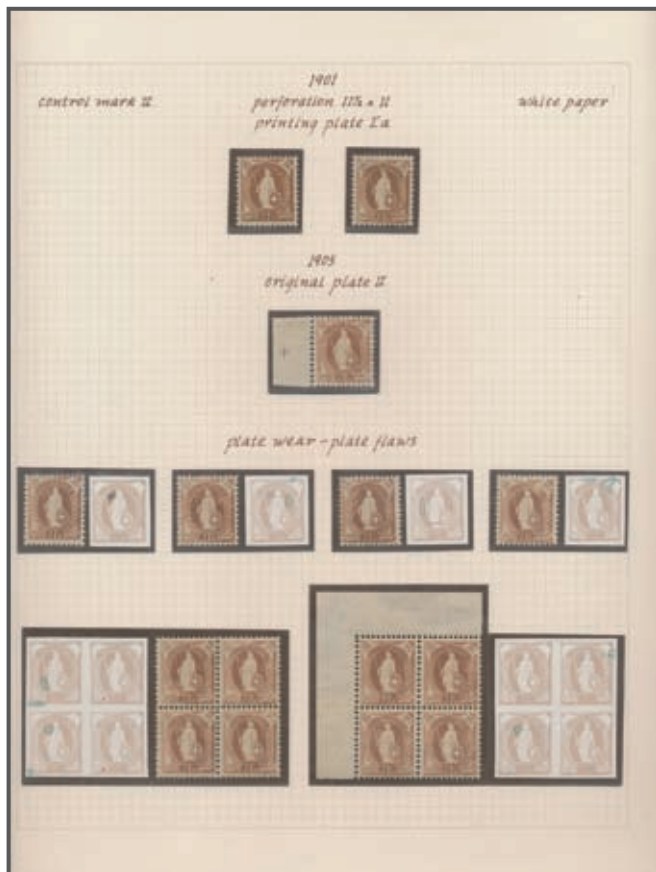 1901
control mark II
perforation 11½ x 11
white paper
printing plate Ia
1905
original plate II
plate wear – plate flaws